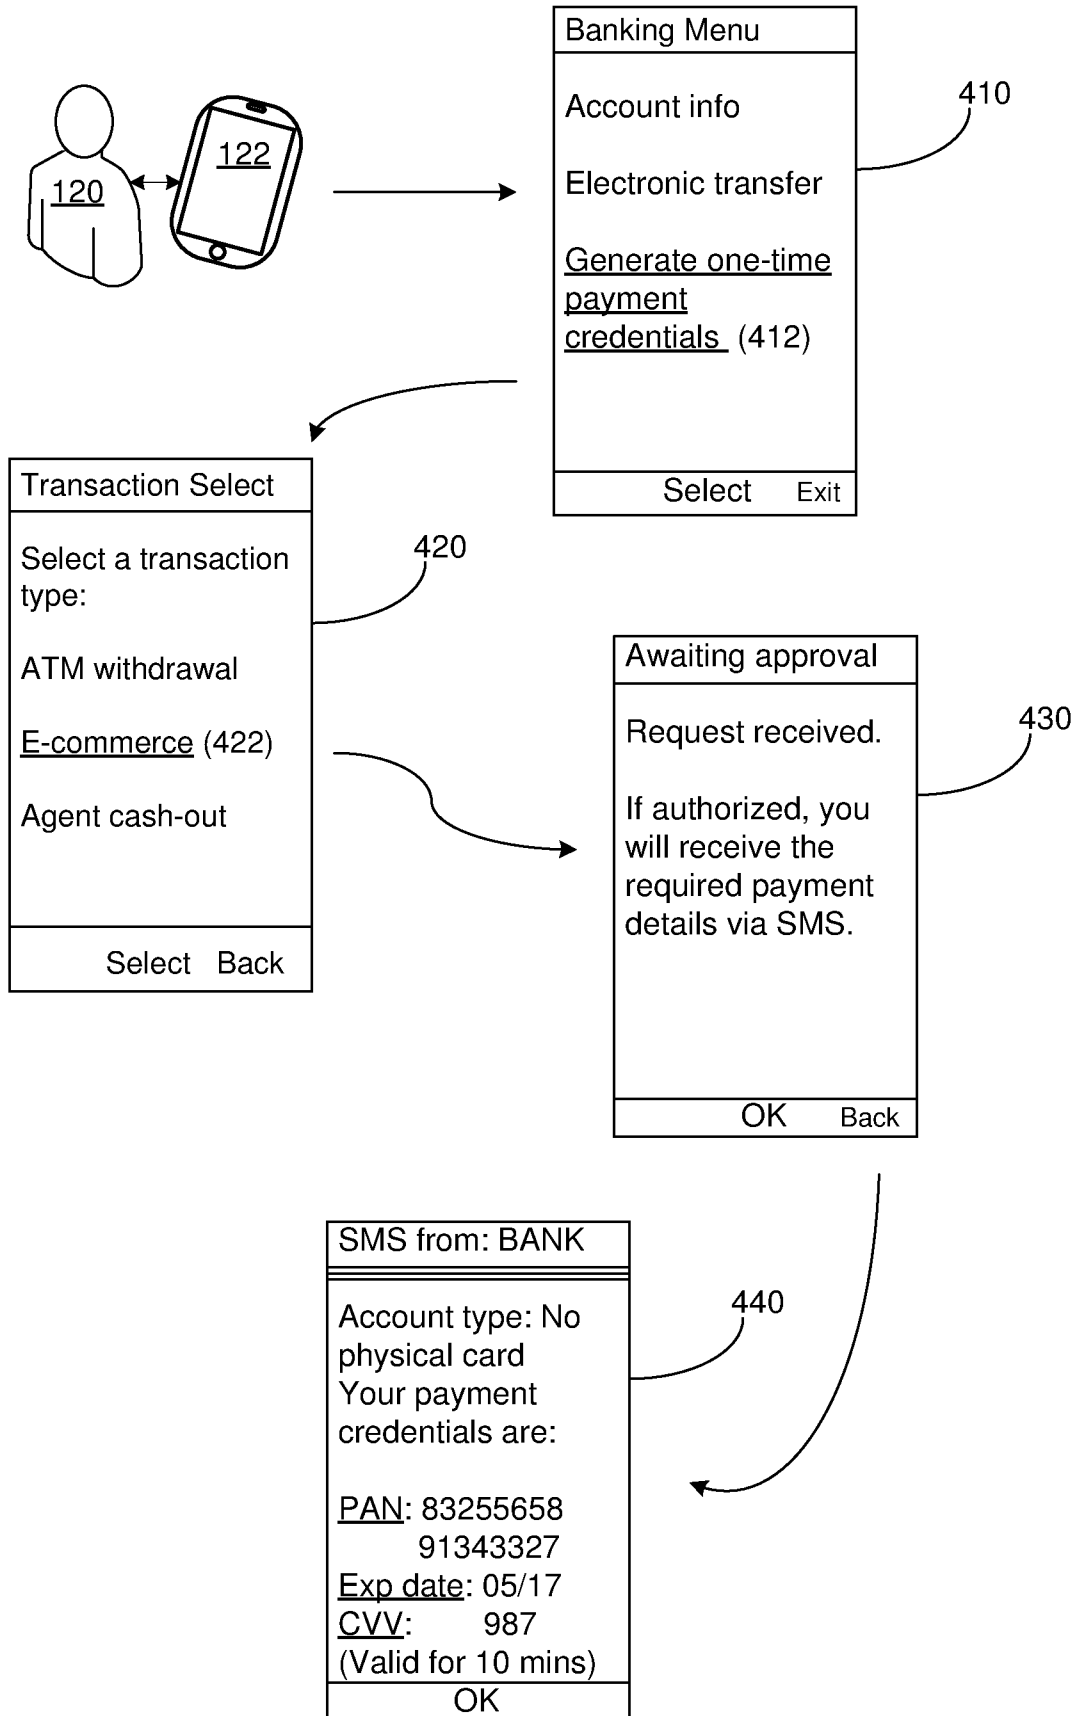 120
122
Banking Menu
Account info
Electronic transfer
Generate one-time
payment
credentials (412)
Select Exit
410
Transaction Select
Select a transaction
type:
ATM withdrawal
E-commerce (422)
Agent cash-out
Select Back
420
Awaiting approval
Request received.
If authorized, you
will receive the
required payment
details via SMS.
OK Back
430
SMS from: BANK
Account type: No
physical card
Your payment
credentials are:
PAN: 83255658
91343327
Exp date: 05/17
CVV: 987
(Valid for 10 mins)
OK
440